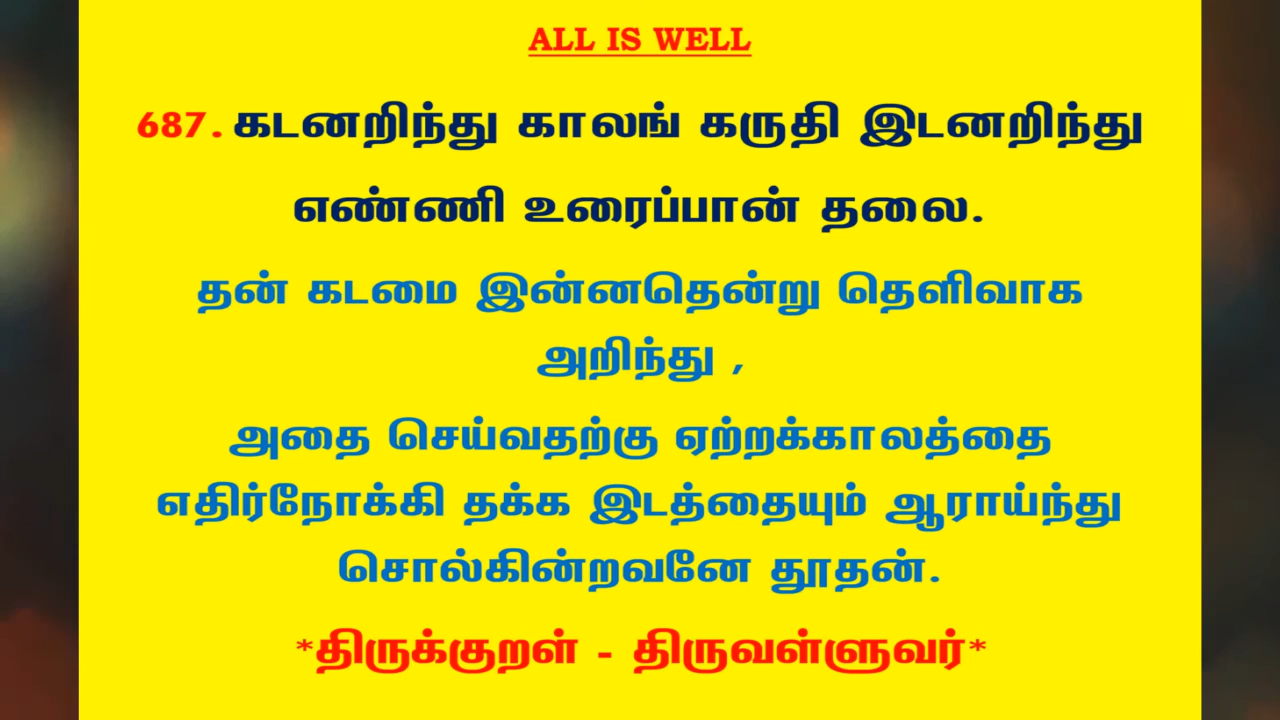 ALL IS WELL
687. கடனறிந்து காலங் கருதி இடனறிந்து
எண்ணி உரைப்பான் தலை.
தன் கடமை இன்னதென்று தெளிவாக
அறிந்து ,
அதை செய்வதற்கு ஏற்றக்காலத்தை
எதிர்நோக்கி தக்க இடத்தையும் ஆராய்ந்து
சொல்கின்றவனே தூதன்.
*திருக்குறள் - திருவள்ளுவர்*